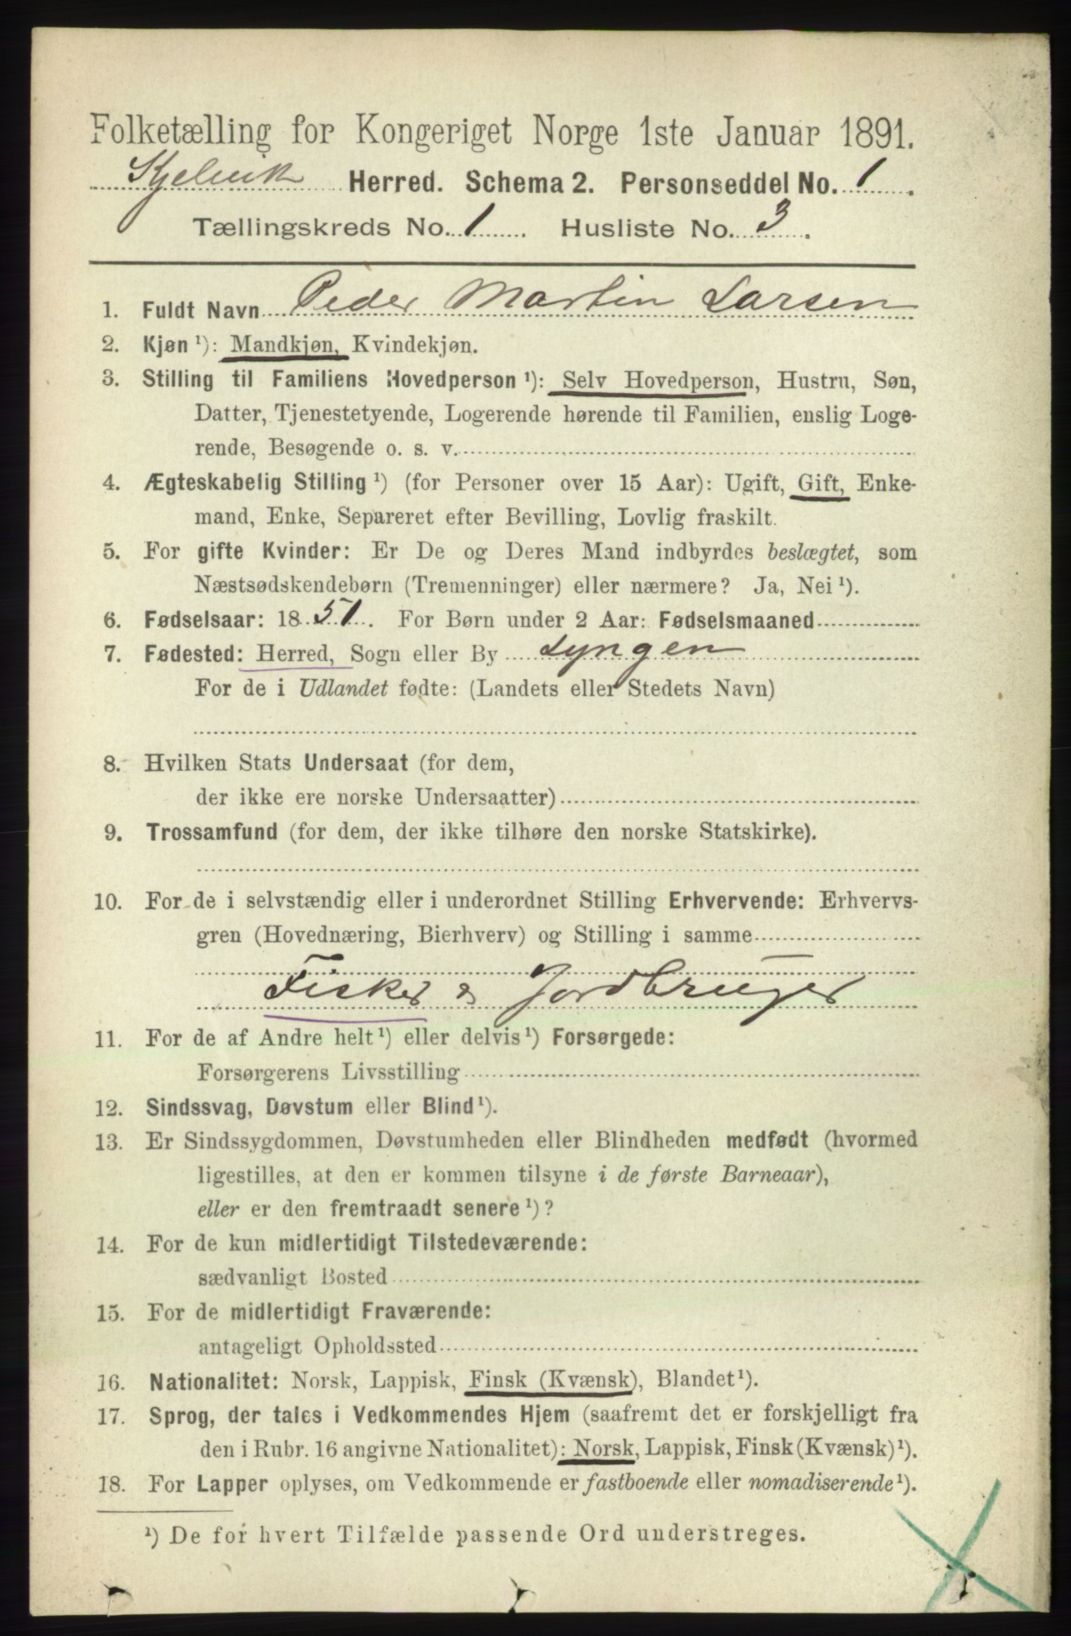 Folketælling for Kongeriget Norge 1ste Januar 1891.
Kjelvik Herred. Schema 2. Personseddel No. 1.
Tællingskreds No. 1. Husliste No. 3.
1. Fuldt Navn Peder Martin Larsen
2. Kjøn ¹): Mandkjøn, Kvindekjøn.
3. Stilling til Familiens Hovedperson ¹): Selv Hovedperson, Hustru, Søn,
Datter, Tjenestetyende, Logerende hørende til Familien, enslig Loge-
rende, Besøgende o. s. v.
4. Ægteskabelig Stilling ¹) (for Personer over 15 Aar): Ugift, Gift, Enke-
mand, Enke, Separeret efter Bevilling, Lovlig fraskilt.
5. For gifte Kvinder: Er De og Deres Mand indbyrdes beslægtet, som
Næstsødskendebørn (Tremenninger) eller nærmere? Ja, Nei ¹).
6. Fødselsaar: 1851. For Børn under 2 Aar: Fødselsmaaned
7. Fødested: Herred, Sogn eller By Lyngen
For de i Udlandet fødte: (Landets eller Stedets Navn)
8. Hvilken Stats Undersaat (for dem,
der ikke ere norske Undersaatter)
9. Trossamfund (for dem, der ikke tilhøre den norske Statskirke).
10. For de i selvstændig eller i underordnet Stilling Erhvervende: Erhvervs-
gren (Hovednæring, Bierhverv) og Stilling i samme
Fisker & Jordbruger
11. For de af Andre helt ¹) eller delvis ¹) Forsørgede:
Forsørgerens Livsstilling
12. Sindssvag, Døvstum eller Blind ¹).
13. Er Sindssygdommen, Døvstumheden eller Blindheden medfødt (hvormed
ligestilles, at den er kommen tilsyne i de første Barneaar),
eller er den fremtraadt senere ¹)?
14. For de kun midlertidigt Tilstedeværende:
sædvanligt Bosted
15. For de midlertidigt Fraværende:
antageligt Opholdssted
16. Nationalitet: Norsk, Lappisk, Finsk (Kvænsk), Blandet ¹).
17. Sprog, der tales i Vedkommendes Hjem (saafremt det er forskjelligt fra
den i Rubr. 16 angivne Nationalitet): Norsk, Lappisk, Finsk (Kvænsk) ¹).
18. For Lapper oplyses, om Vedkommende er fastboende eller nomadiserende ¹).
¹) De for hvert Tilfælde passende Ord understreges.